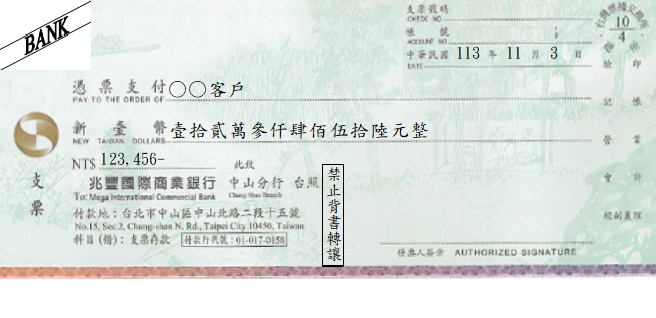 BANK
支票號碼
CHECK NO.
帳號
ACCOUNT NO.
中華民國 113 年 11 月 3 日
DATE
台灣票據交換所
10
4
憑票支付 〇〇客戶
PAY TO THE ORDER OF
新臺幣 壹拾貳萬參仟肆佰伍拾陸元整
NEW TAIWAN DOLLARS
NT$ 123,456-
此致
兆豐國際商業銀行 中山分行 台照
To: Mega International Commercial Bank Chung Shan Branch
付款地：台北市中山區中山北路二段十五號
No.15, Sec.2, Chung-shan N. Rd., Taipei City 10450, Taiwan
科目(借)：支票存款 付款行代號：01-017-0158
支票
禁止背書轉讓
驗印
記帳
營業
會計
經副襄理
發票人簽章 AUTHORIZED SIGNATURE